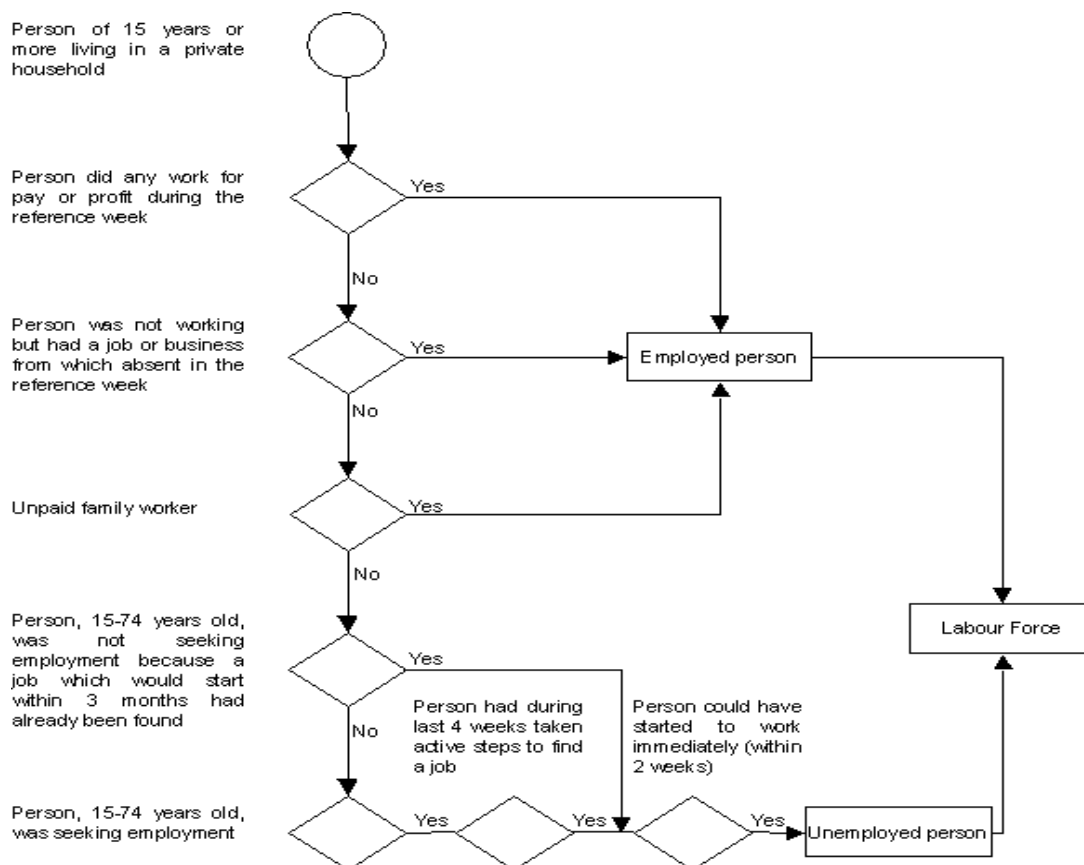 Person of 15 years or
more living in a private
household
Person did any work for
pay or profit during the
reference week
Yes
No
Person was not working
but had a job or business
from which absent in the
reference week
Yes
Employed person
No
Unpaid family worker
Yes
No
Person, 15-74 years old,
was not seeking
employment because a
job which would start
within 3 months had
already been found
Yes
Labour Force
No
Person had during
last 4 weeks taken
active steps to find
a job
Person could have
started to work
immediately (within
2 weeks)
Person, 15-74 years old,
was seeking employment
Yes
Yes
Yes
Unemployed person